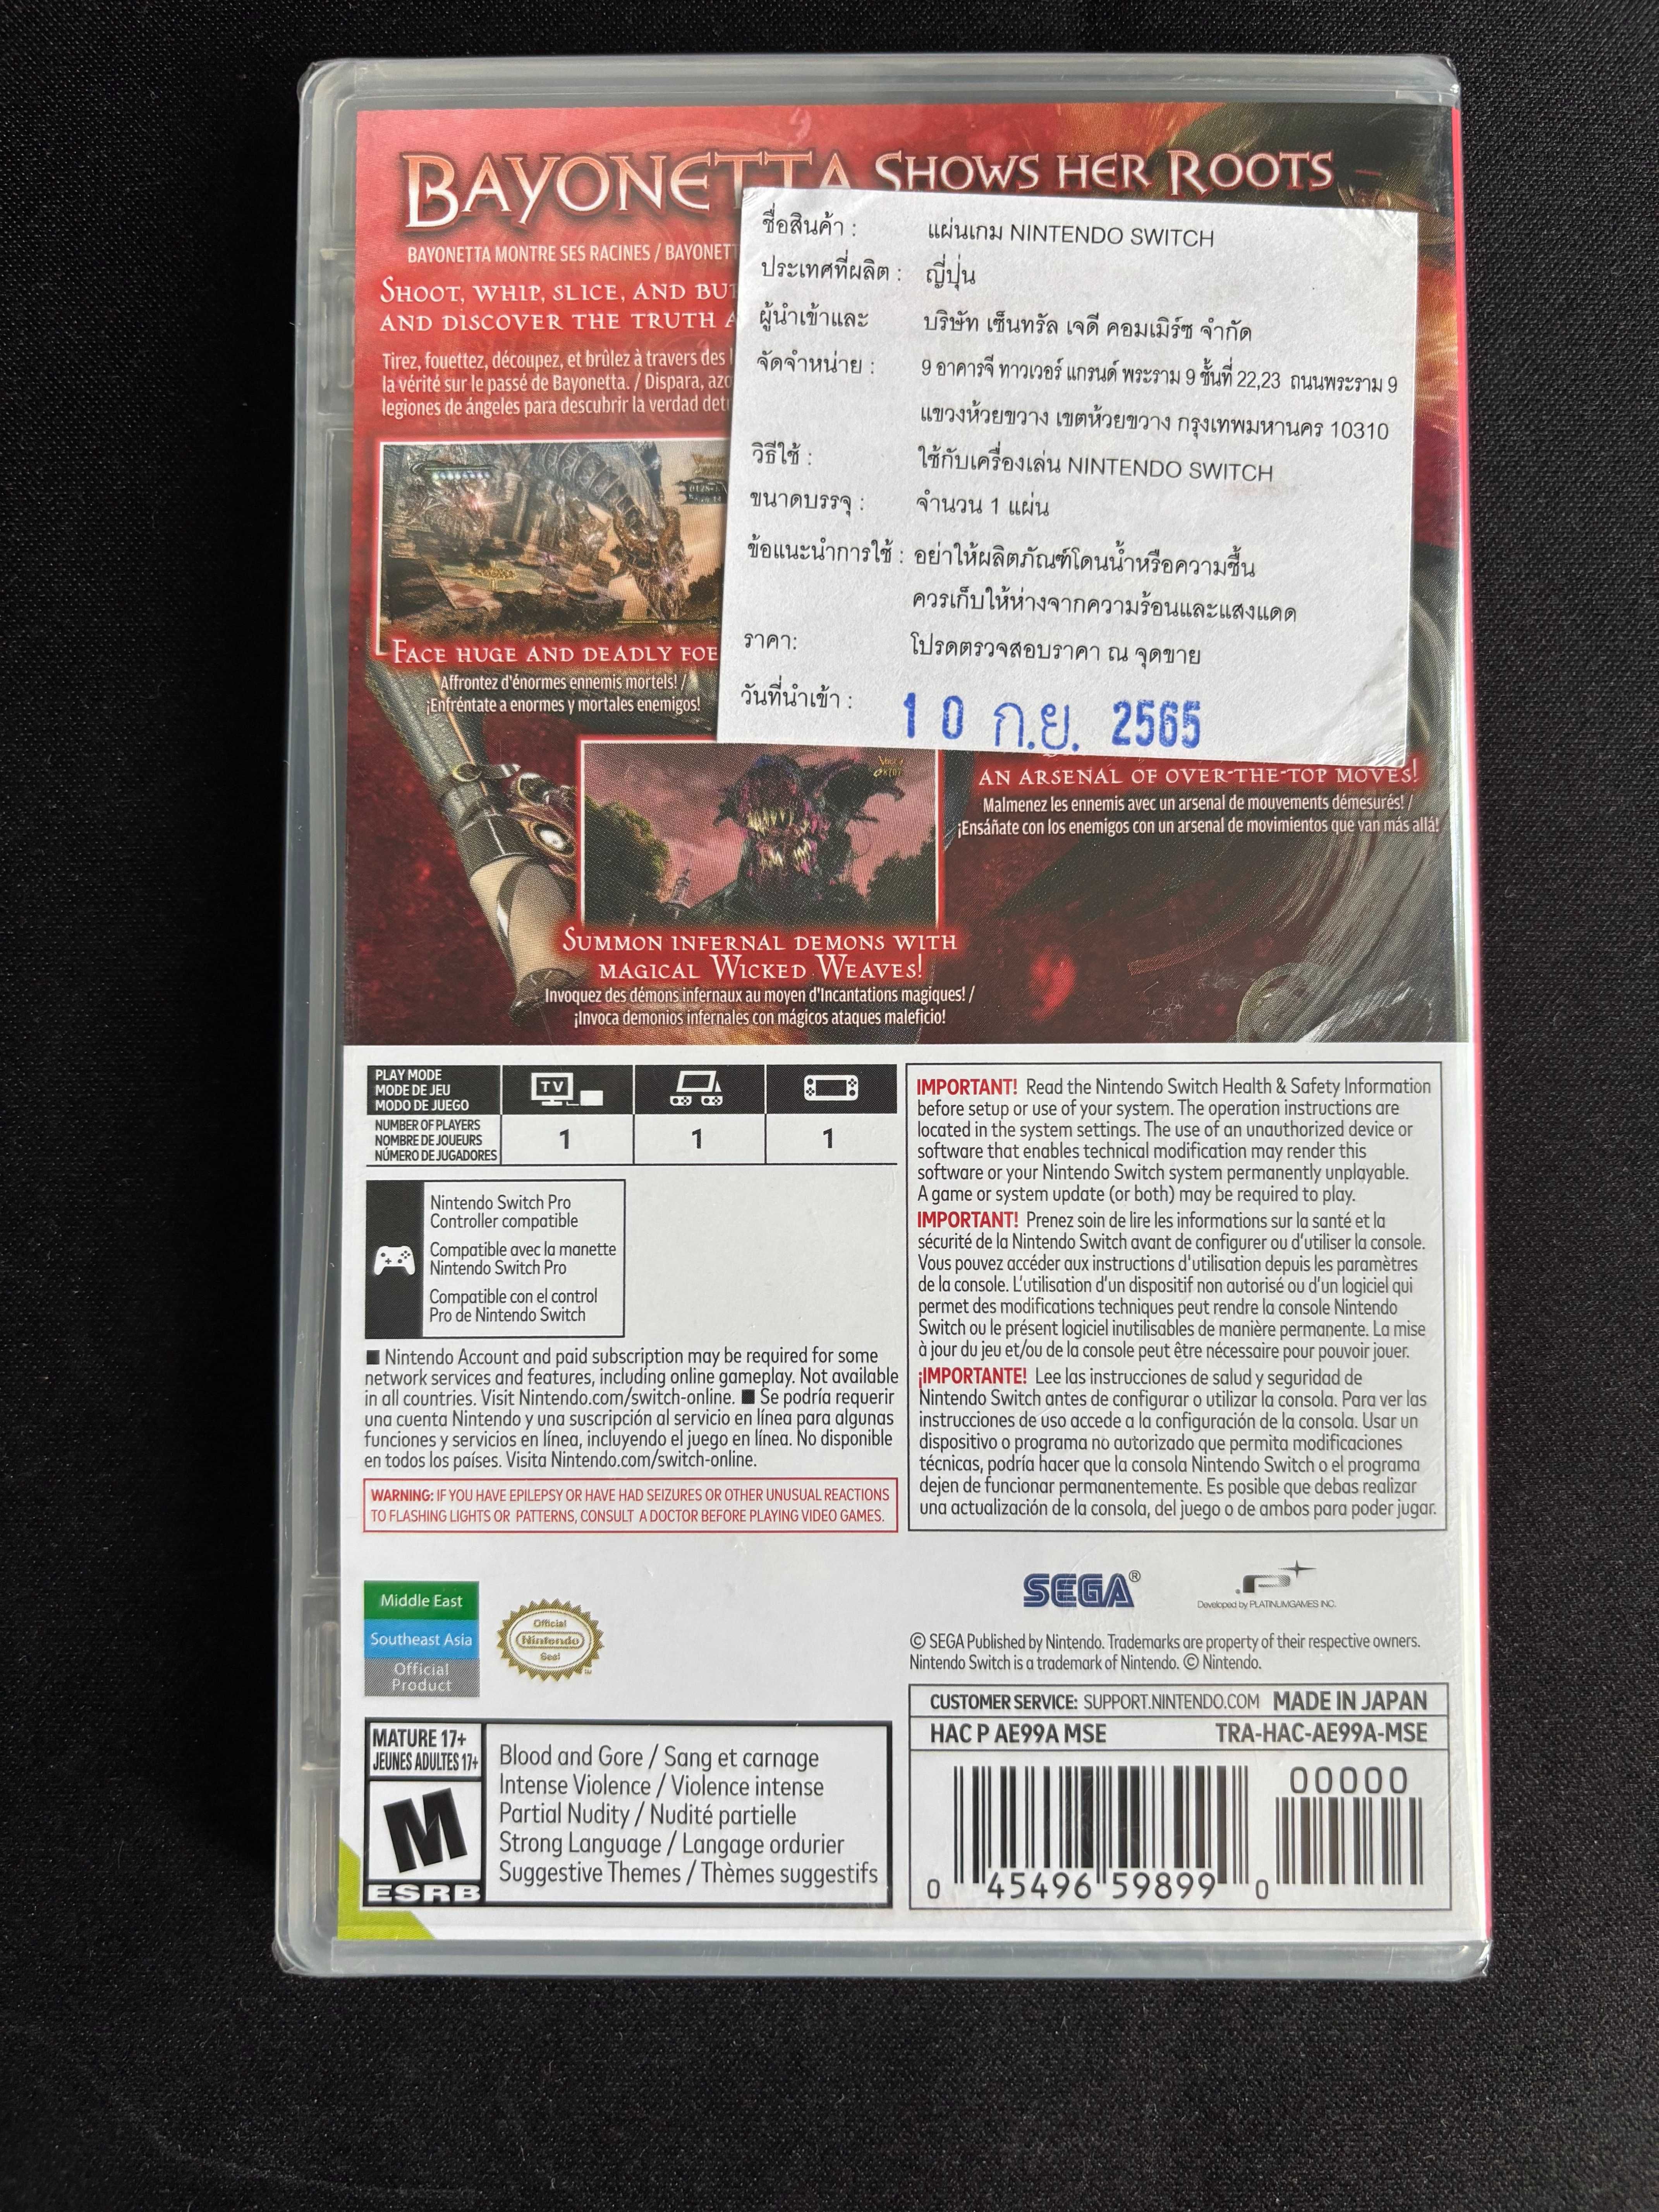 BAYONETTA SHOWS HER ROOTS
BAYONETTA MONTRE SES RACINES / BAYONETT
SHOOT, WHIP, SLICE, AND BU
AND DISCOVER THE TRUTH A
Tirez, fouettez, découpez, et brûlez à travers des l
la vérité sur le passé de Bayonetta. / Dispara, azo
legiones de ángeles para descubrir la verdad det
ชื่อสินค้า : แผ่นเกม NINTENDO SWITCH
ประเทศที่ผลิต : ญี่ปุ่น
ผู้นำเข้าและ บริษัท เซ็นทรัล เจดี คอมเมิร์ซ จำกัด
จัดจำหน่าย : 9 อาคารจี ทาวเวอร์ แกรนด์ พระราม 9 ชั้นที่ 22,23 ถนนพระราม 9
แขวงห้วยขวาง เขตห้วยขวาง กรุงเทพมหานคร 10310
วิธีใช้ : ใช้กับเครื่องเล่น NINTENDO SWITCH
ขนาดบรรจุ : จำนวน 1 แผ่น
ข้อแนะนำการใช้ : อย่าให้ผลิตภัณฑ์โดนน้ำหรือความชื้น
ควรเก็บให้ห่างจากความร้อนและแสงแดด
ราคา: โปรดตรวจสอบราคา ณ จุดขาย
วันที่นำเข้า : 10 ก.ย. 2565
FACE HUGE AND DEADLY FOE
Affrontez d'énormes ennemis mortels! /
¡Enfréntate a enormes y mortales enemigos!
AN ARSENAL OF OVER-THE-TOP MOVES!
Malmenez les ennemis avec un arsenal de mouvements démesurés! /
¡Ensáñate con los enemigos con un arsenal de movimientos que van más allá!
SUMMON INFERNAL DEMONS WITH
MAGICAL WICKED WEAVES!
Invoquez des démons infernaux au moyen d'Incantations magiques! /
¡Invoca demonios infernales con mágicos ataques maleficio!
PLAY MODE
MODE DE JEU
MODO DE JUEGO
TV
NUMBER OF PLAYERS
NOMBRE DE JOUEURS
NÚMERO DE JUGADORES
1 1 1
Nintendo Switch Pro
Controller compatible
Compatible avec la manette
Nintendo Switch Pro
Compatible con el control
Pro de Nintendo Switch
■ Nintendo Account and paid subscription may be required for some
network services and features, including online gameplay. Not available
in all countries. Visit Nintendo.com/switch-online. ■ Se podría requerir
una cuenta Nintendo y una suscripción al servicio en línea para algunas
funciones y servicios en línea, incluyendo el juego en línea. No disponible
en todos los países. Visita Nintendo.com/switch-online.
WARNING: IF YOU HAVE EPILEPSY OR HAVE HAD SEIZURES OR OTHER UNUSUAL REACTIONS
TO FLASHING LIGHTS OR PATTERNS, CONSULT A DOCTOR BEFORE PLAYING VIDEO GAMES.
IMPORTANT! Read the Nintendo Switch Health & Safety Information
before setup or use of your system. The operation instructions are
located in the system settings. The use of an unauthorized device or
software that enables technical modification may render this
software or your Nintendo Switch system permanently unplayable.
A game or system update (or both) may be required to play.
IMPORTANT! Prenez soin de lire les informations sur la santé et la
sécurité de la Nintendo Switch avant de configurer ou d'utiliser la console.
Vous pouvez accéder aux instructions d'utilisation depuis les paramètres
de la console. L'utilisation d'un dispositif non autorisé ou d'un logiciel qui
permet des modifications techniques peut rendre la console Nintendo
Switch ou le présent logiciel inutilisables de manière permanente. La mise
à jour du jeu et/ou de la console peut être nécessaire pour pouvoir jouer.
¡IMPORTANTE! Lee las instrucciones de salud y seguridad de
Nintendo Switch antes de configurar o utilizar la consola. Para ver las
instrucciones de uso accede a la configuración de la consola. Usar un
dispositivo o programa no autorizado que permita modificaciones
técnicas, podría hacer que la consola Nintendo Switch o el programa
dejen de funcionar permanentemente. Es posible que debas realizar
una actualización de la consola, del juego o de ambos para poder jugar.
Middle East
Southeast Asia
Official
Product
Official
Nintendo
Seal
SEGA®
Developed by PLATINUMGAMES INC.
© SEGA Published by Nintendo. Trademarks are property of their respective owners.
Nintendo Switch is a trademark of Nintendo. © Nintendo.
CUSTOMER SERVICE: SUPPORT.NINTENDO.COM MADE IN JAPAN
HAC P AE99A MSE TRA-HAC-AE99A-MSE
00000
0 45496 59899 0
MATURE 17+
JEUNES ADULTES 17+
M
ESRB
Blood and Gore / Sang et carnage
Intense Violence / Violence intense
Partial Nudity / Nudité partielle
Strong Language / Langage ordurier
Suggestive Themes / Thèmes suggestifs